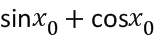 sinx₀ + cosx₀